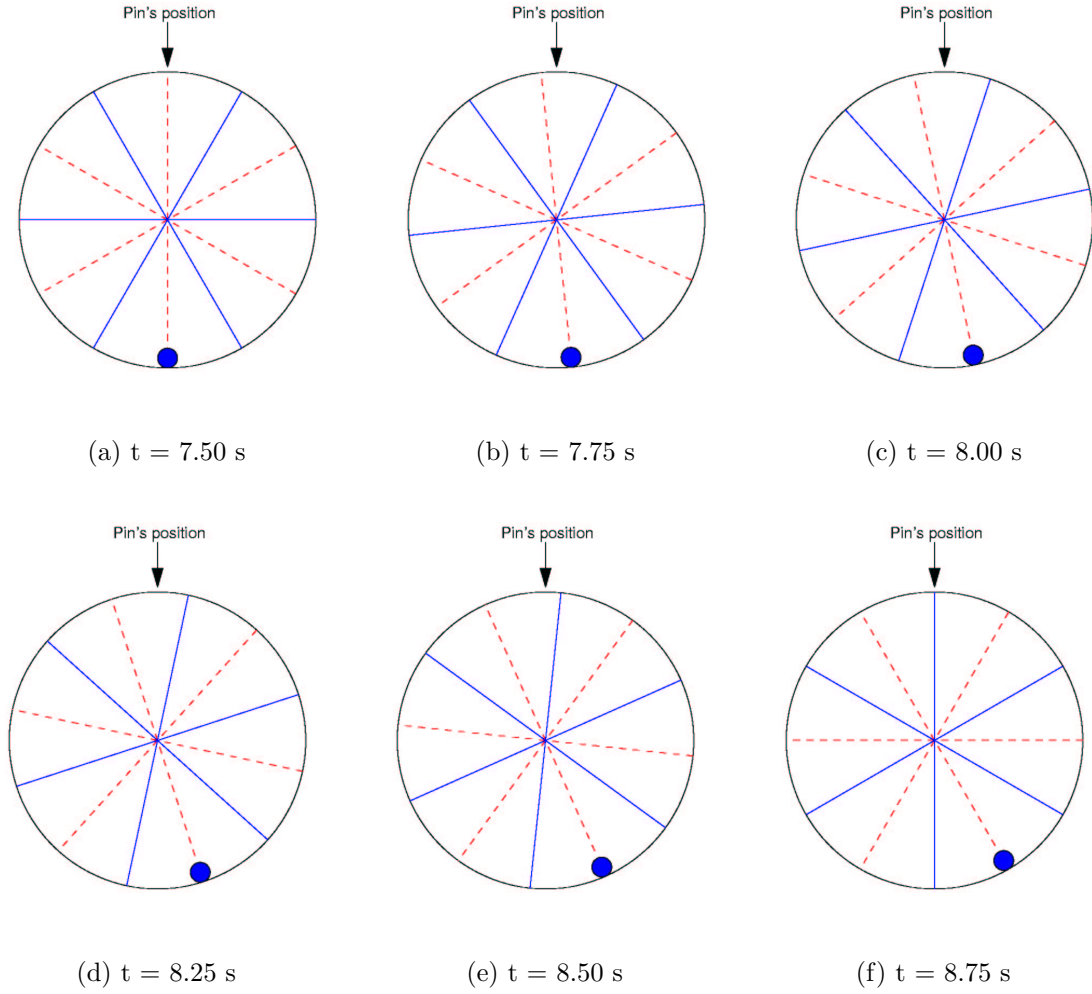 Pin's position
Pin's position
Pin's position
(a) t = 7.50 s
(b) t = 7.75 s
(c) t = 8.00 s
Pin's position
Pin's position
Pin's position
(d) t = 8.25 s
(e) t = 8.50 s
(f) t = 8.75 s